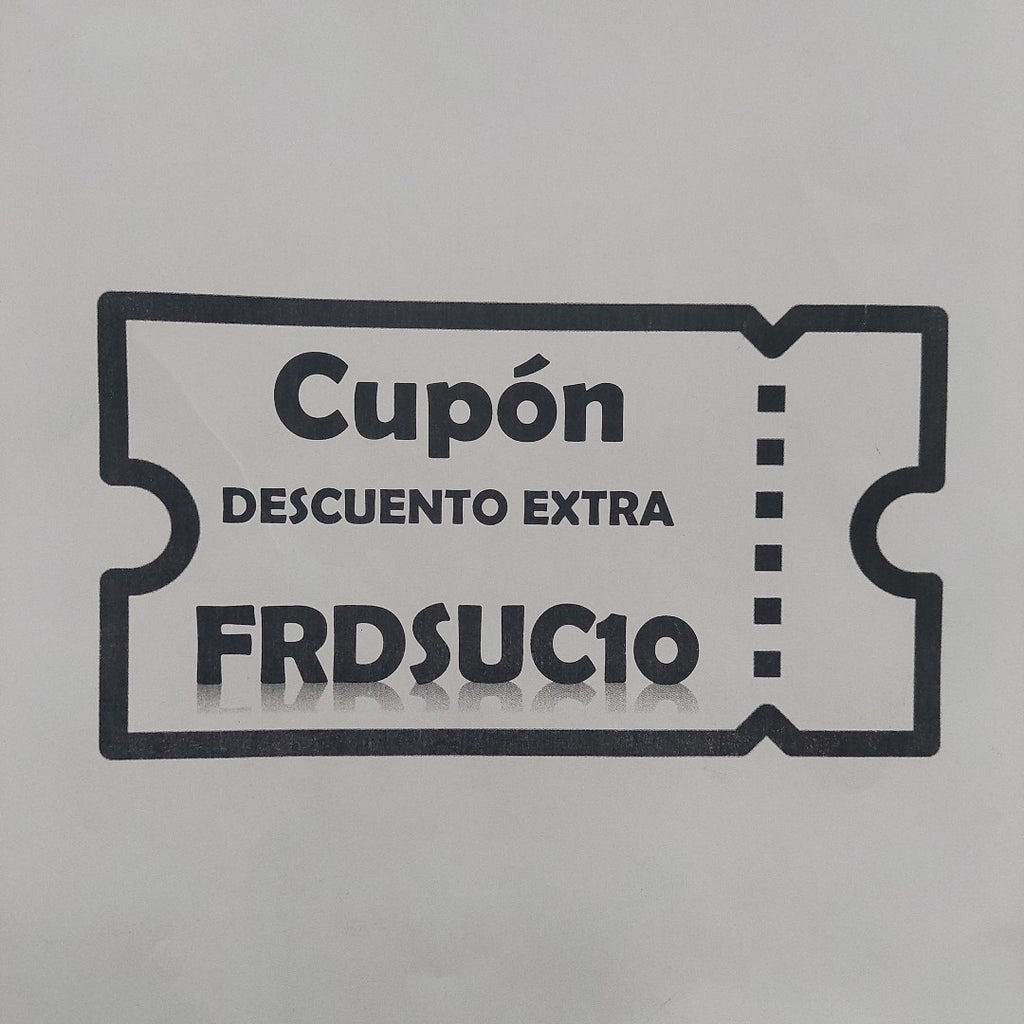 Cupón
DESCUENTO EXTRA
FRDSUC10